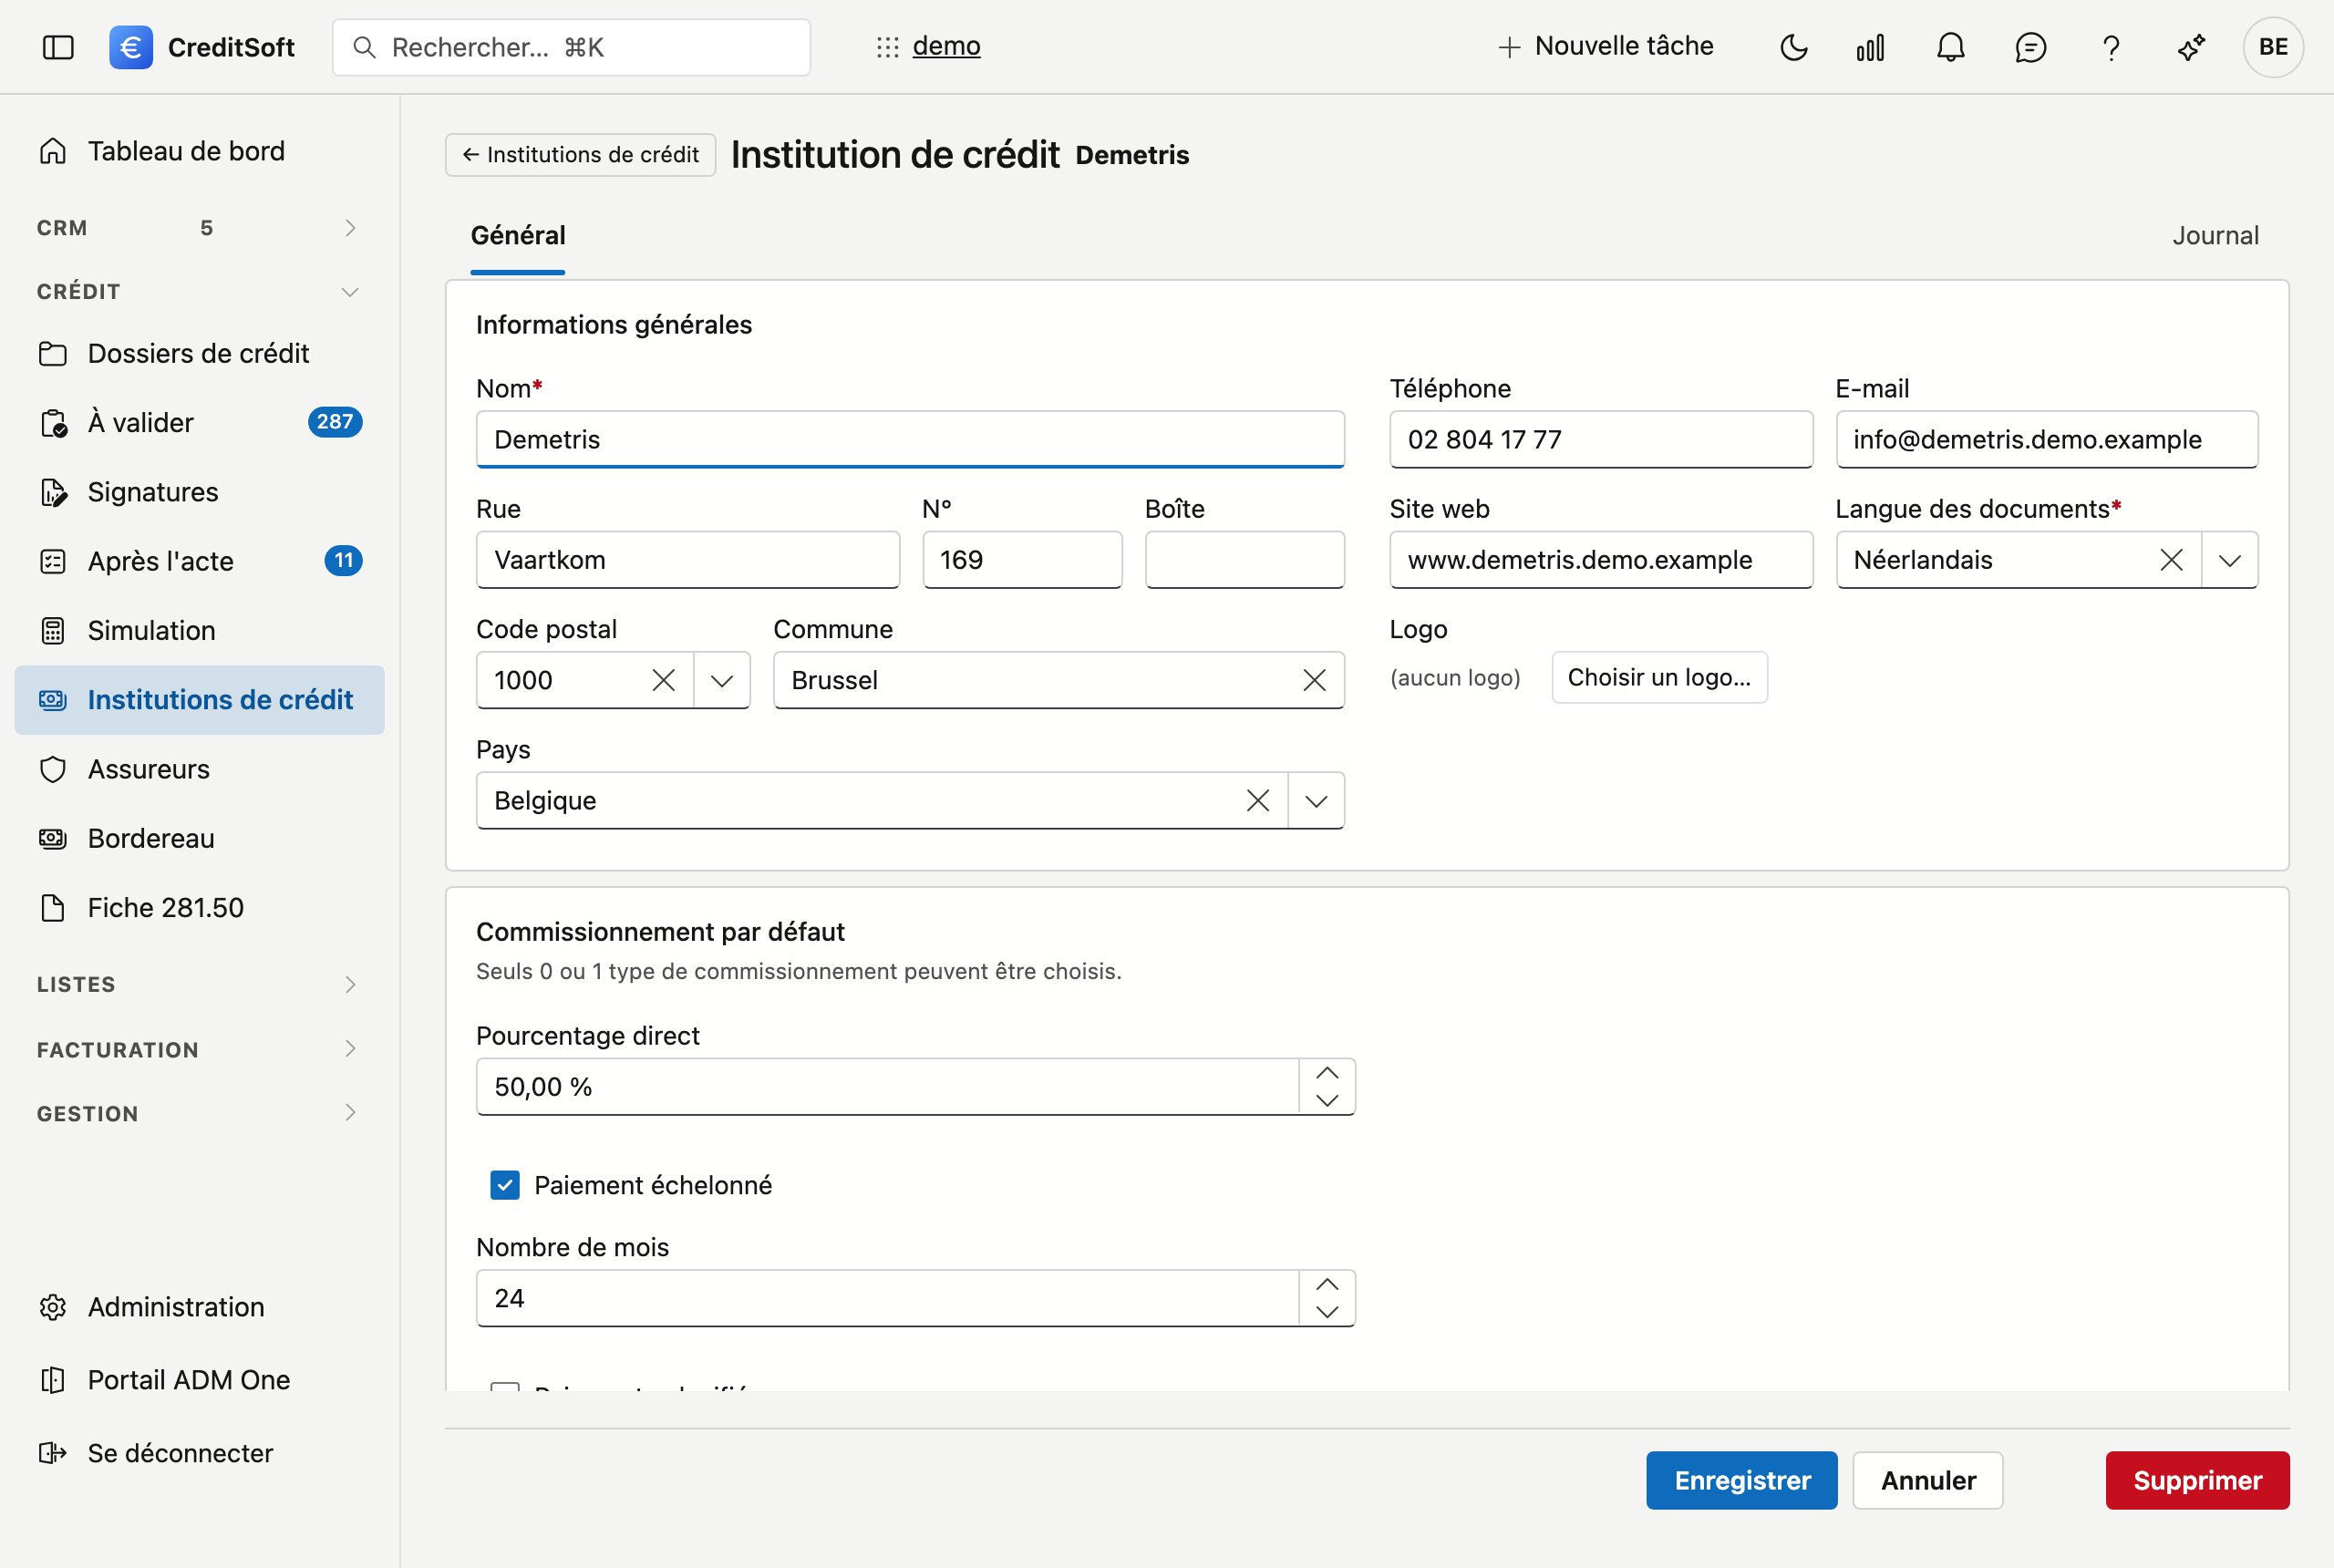 CreditSoft
Rechercher... ⌘K
demo
Nouvelle tâche
BE
Tableau de bord
CRM 5
CRÉDIT
Dossiers de crédit
À valider 287
Signatures
Après l'acte 11
Simulation
Institutions de crédit
Assureurs
Bordereau
Fiche 281.50
LISTES
FACTURATION
GESTION
Administration
Portail ADM One
Se déconnecter
← Institutions de crédit Institution de crédit Demetris
Général Journal
Informations générales
Nom* Téléphone E-mail
Demetris 02 804 17 77 info@demetris.demo.example
Rue N° Boîte Site web Langue des documents*
Vaartkom 169 www.demetris.demo.example Néerlandais
Code postal Commune Logo
1000 Brussel (aucun logo) Choisir un logo...
Pays
Belgique
Commissionnement par défaut
Seuls 0 ou 1 type de commissionnement peuvent être choisis.
Pourcentage direct
50,00 %
Paiement échelonné
Nombre de mois
24
Enregistrer Annuler Supprimer